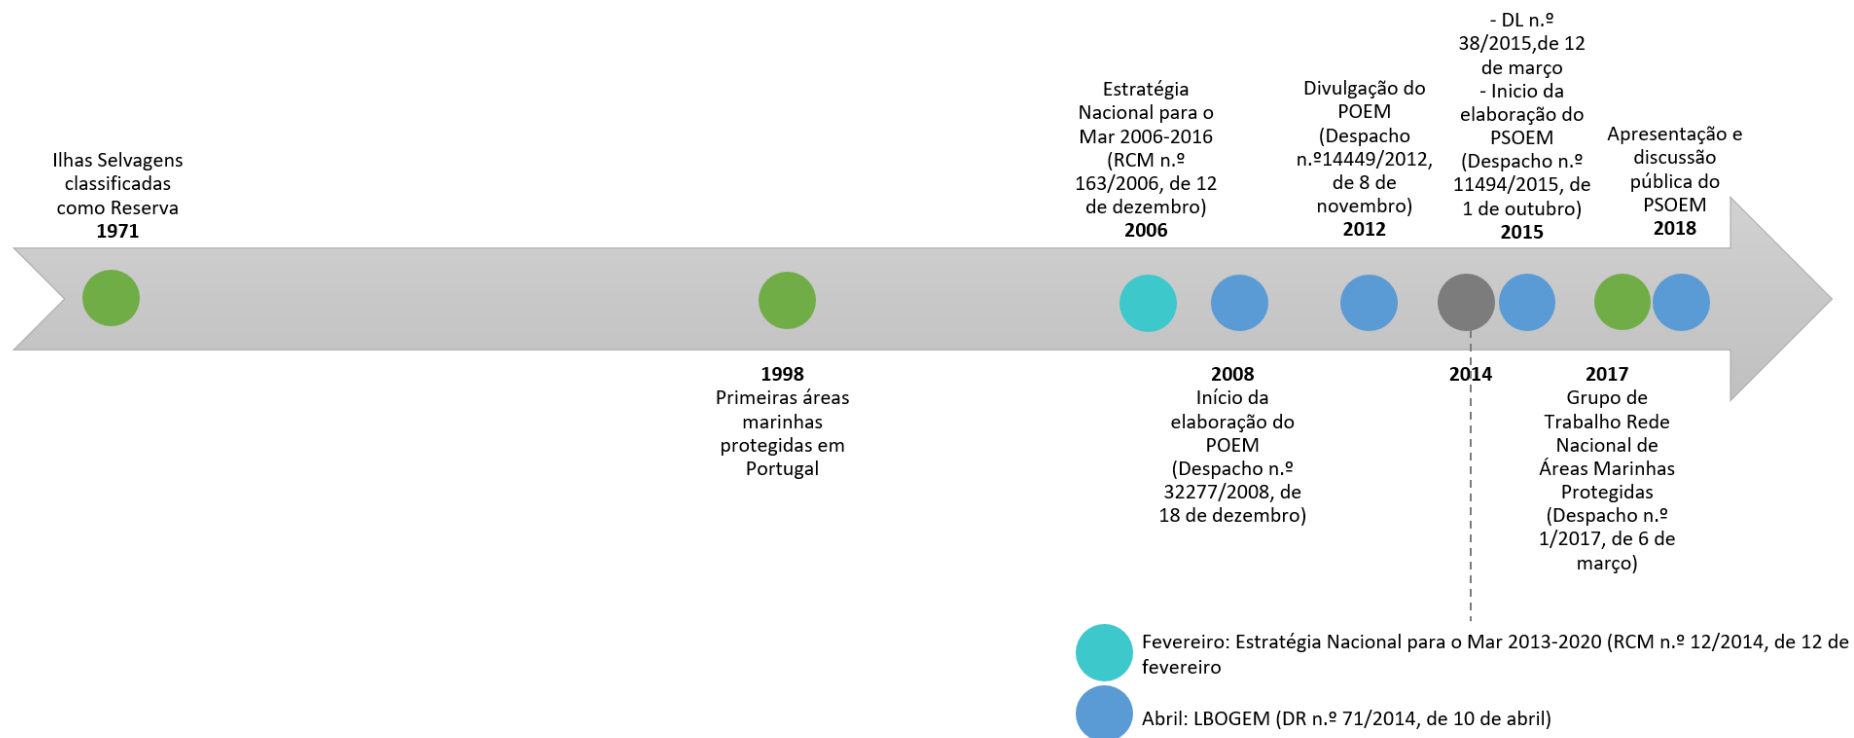 Ilhas Selvagens
classificadas
como Reserva
1971
1998
Primeiras áreas
marinhas
protegidas em
Portugal
Estratégia
Nacional para o
Mar 2006-2016
(RCM n.º
163/2006, de 12
de dezembro)
2006
2008
Início da
elaboração do
POEM
(Despacho n.º
32277/2008, de
18 de dezembro)
Divulgação do
POEM
(Despacho
n.º14449/2012,
de 8 de
novembro)
2012
2014
- DL n.º
38/2015,de 12
de março
- Inicio da
elaboração do
PSOEM
(Despacho n.º
11494/2015, de
1 de outubro)
2015
2017
Grupo de
Trabalho Rede
Nacional de
Áreas Marinhas
Protegidas
(Despacho n.º
1/2017, de 6 de
março)
Apresentação e
discussão
pública do
PSOEM
2018
Fevereiro: Estratégia Nacional para o Mar 2013-2020 (RCM n.º 12/2014, de 12 de
fevereiro
Abril: LBOGEM (DR n.º 71/2014, de 10 de abril)